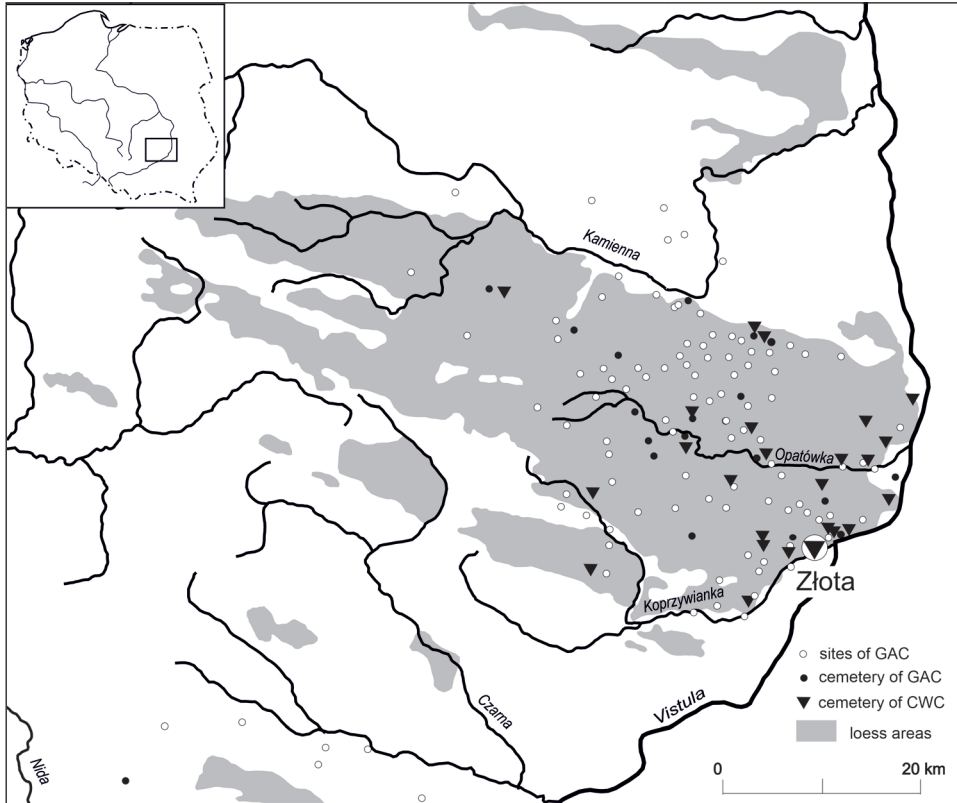 Kamienna
Opatówka
Złota
Koprzywianka
sites of GAC
cemetery of GAC
cemetery of CWC
loess areas
Vistula
Czarna
Nida
0 20 km